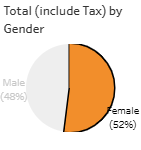 Total (include Tax) by
Gender
Male
(48%)
Female
(52%)